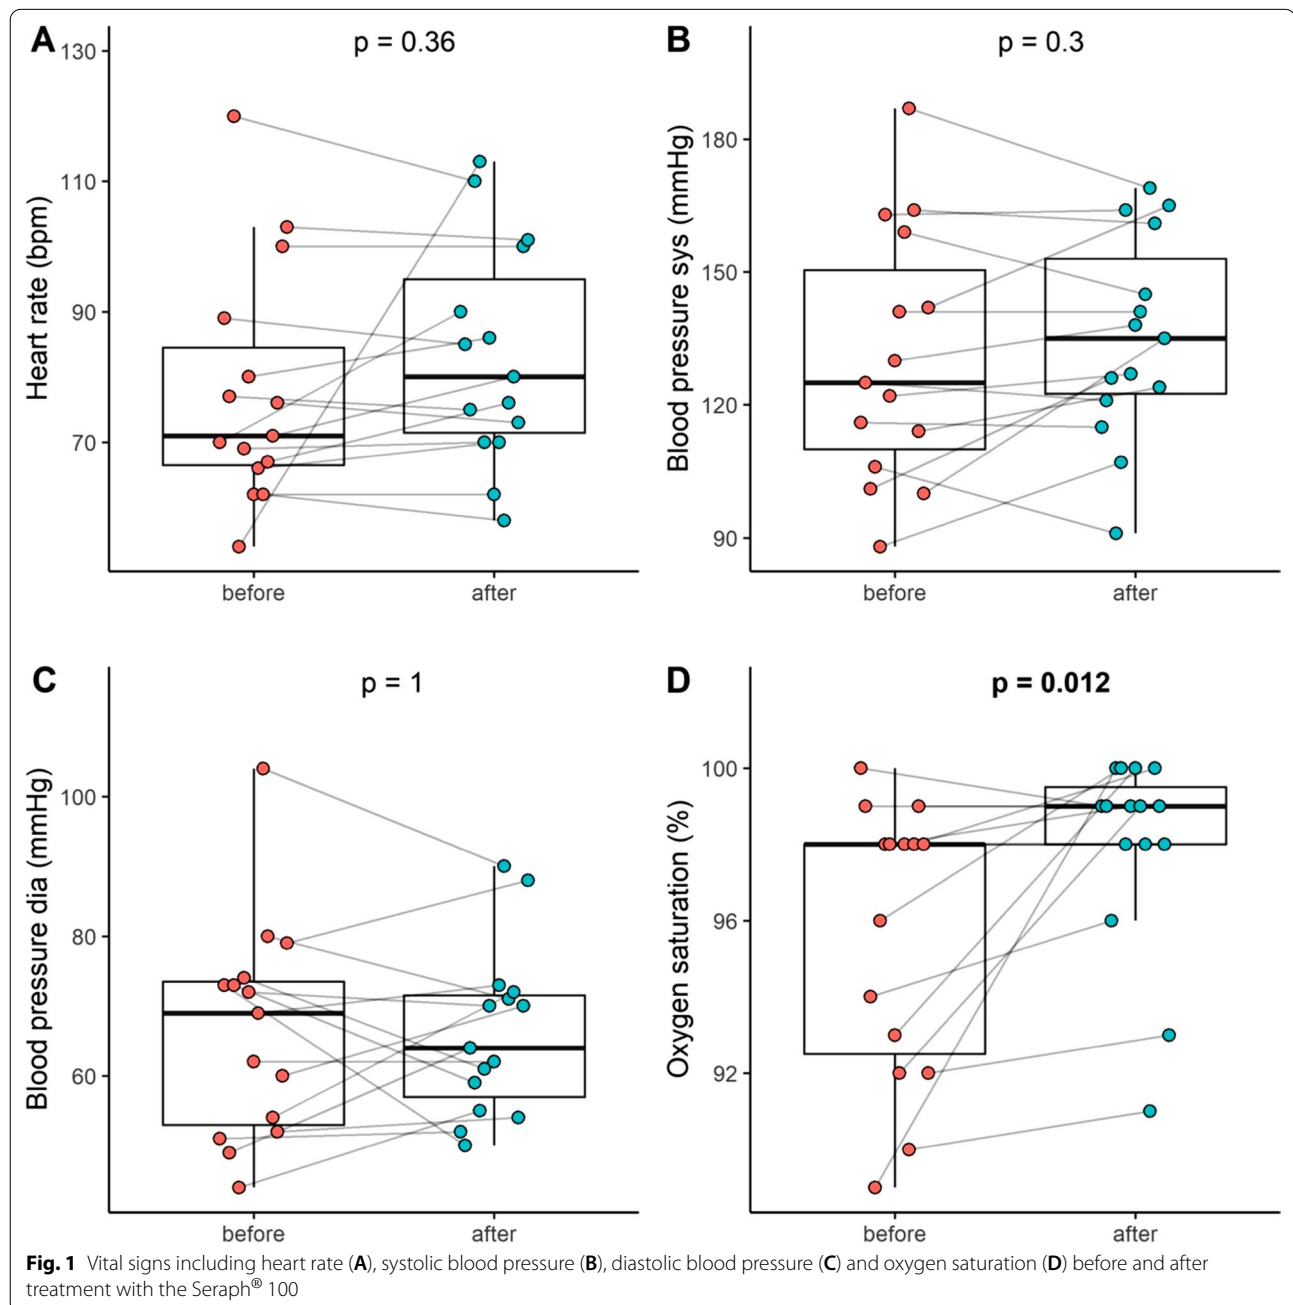 A
p = 0.36
130
110
90
70
Heart rate (bpm)
before
after
B
p = 0.3
180
150
120
90
Blood pressure sys (mmHg)
before
after
C
p = 1
100
80
60
Blood pressure dia (mmHg)
before
after
D
p = 0.012
100
96
92
Oxygen saturation (%)
before
after
Fig. 1 Vital signs including heart rate (A), systolic blood pressure (B), diastolic blood pressure (C) and oxygen saturation (D) before and after
treatment with the Seraph® 100